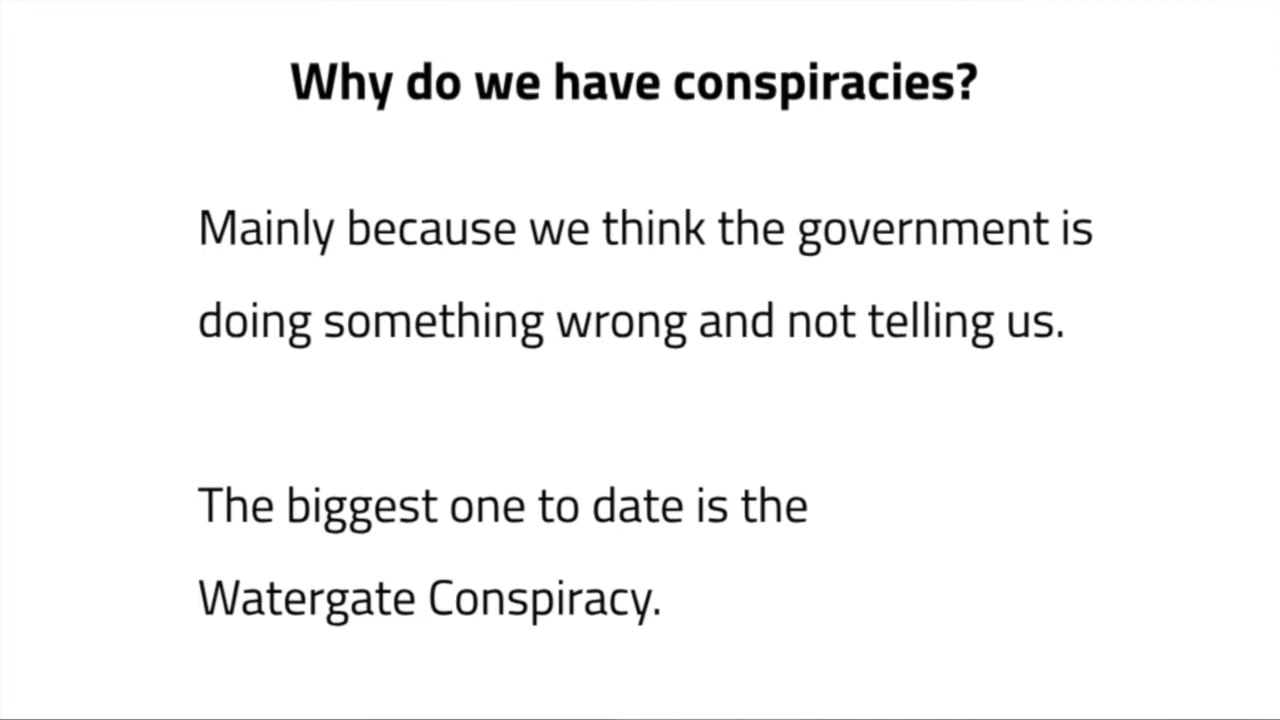 Why do we have conspiracies?
Mainly because we think the government is
doing something wrong and not telling us.
The biggest one to date is the
Watergate Conspiracy.